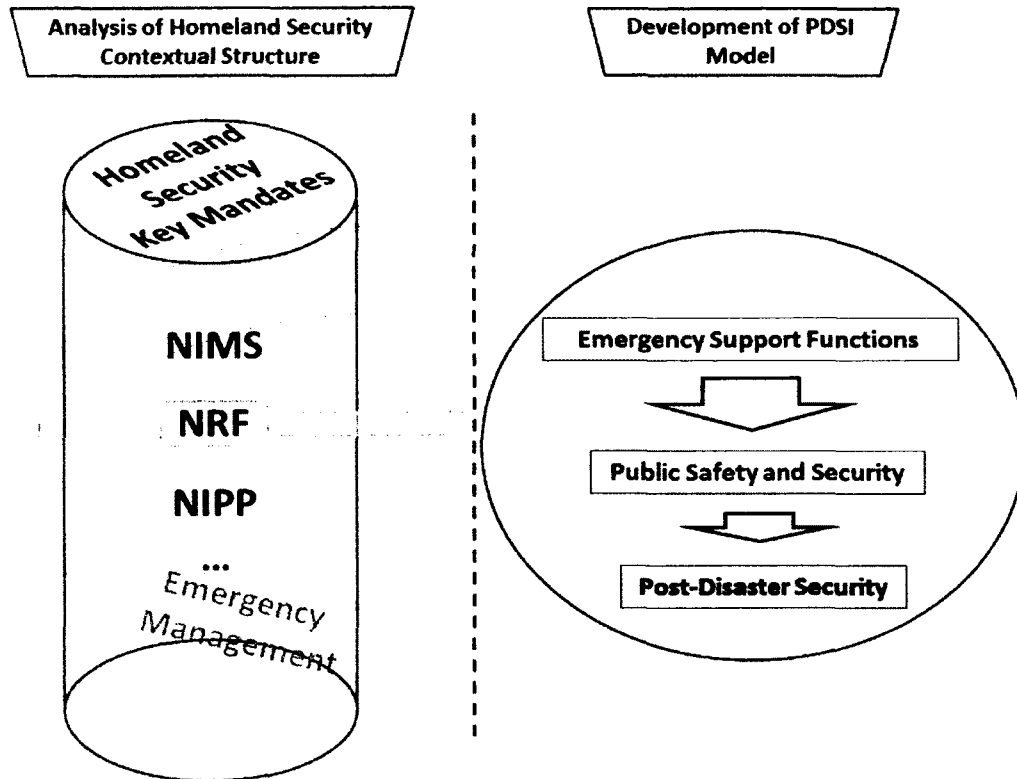 Analysis of Homeland Security
Contextual Structure
Development of PDSI
Model
Homeland
Security
Key Mandates
NIMS
NRF
NIPP
...
Emergency
Management
Emergency Support Functions
Public Safety and Security
Post-Disaster Security